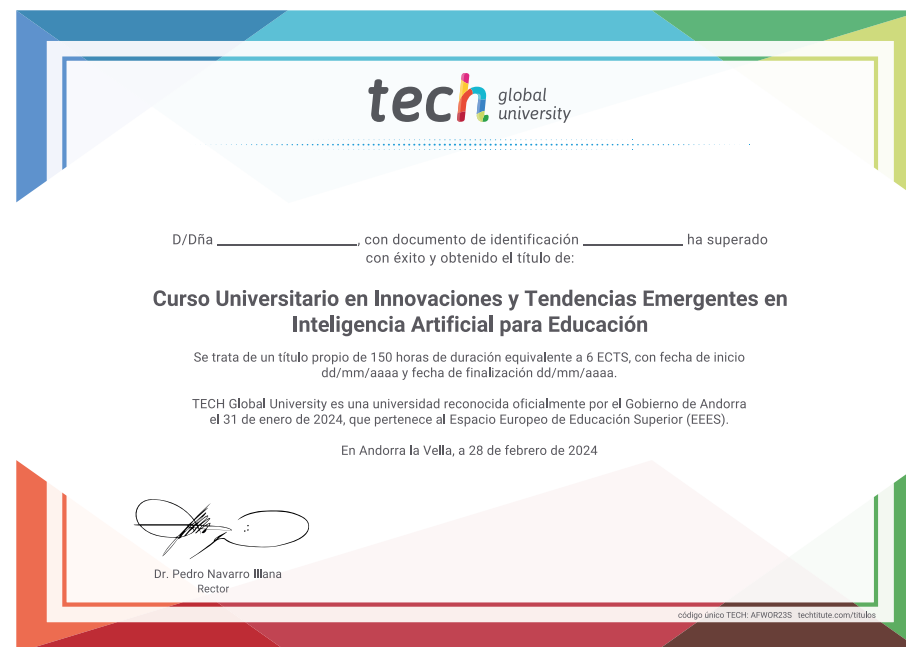 tech global university
D/Dña ________________, con documento de identificación ____________ ha superado
con éxito y obtenido el título de:
Curso Universitario en Innovaciones y Tendencias Emergentes en
Inteligencia Artificial para Educación
Se trata de un título propio de 150 horas de duración equivalente a 6 ECTS, con fecha de inicio
dd/mm/aaaa y fecha de finalización dd/mm/aaaa.
TECH Global University es una universidad reconocida oficialmente por el Gobierno de Andorra
el 31 de enero de 2024, que pertenece al Espacio Europeo de Educación Superior (EEES).
En Andorra la Vella, a 28 de febrero de 2024
Dr. Pedro Navarro Illana
Rector
código único TECH: AFWOR23S techtitute.com/titulos